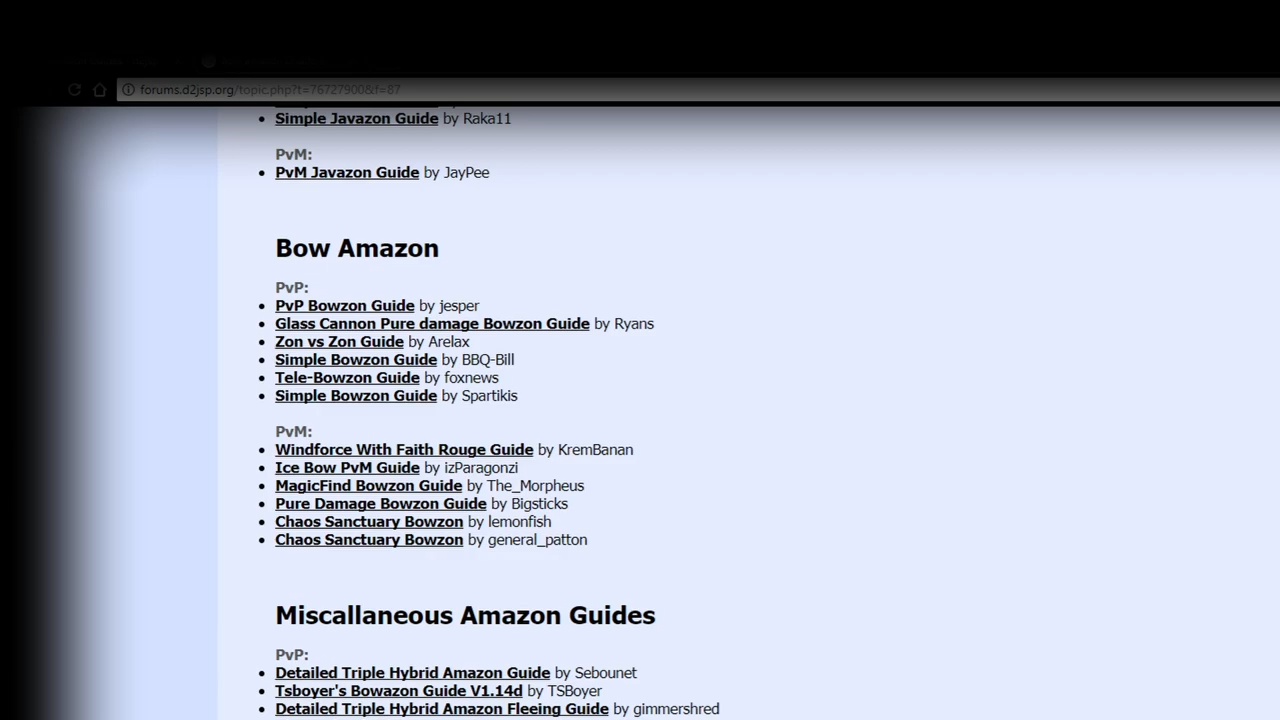 forums.d2jsp.org/topic.php?t=76727900&f=87
Simple Javazon Guide by Raka11
PvM:
PvM Javazon Guide by JayPee
Bow Amazon
PvP:
PvP Bowzon Guide by jesper
Glass Cannon Pure damage Bowzon Guide by Ryans
Zon vs Zon Guide by Arelax
Simple Bowzon Guide by BBQ-Bill
Tele-Bowzon Guide by foxnews
Simple Bowzon Guide by Spartikis
PvM:
Windforce With Faith Rouge Guide by KremBanan
Ice Bow PvM Guide by izParagonzi
MagicFind Bowzon Guide by The_Morpheus
Pure Damage Bowzon Guide by Bigsticks
Chaos Sanctuary Bowzon by lemonfish
Chaos Sanctuary Bowzon by general_patton
Miscallaneous Amazon Guides
PvP:
Detailed Triple Hybrid Amazon Guide by Sebounet
Tsboyer's Bowazon Guide V1.14d by TSBoyer
Detailed Triple Hybrid Amazon Fleeing Guide by gimmershred